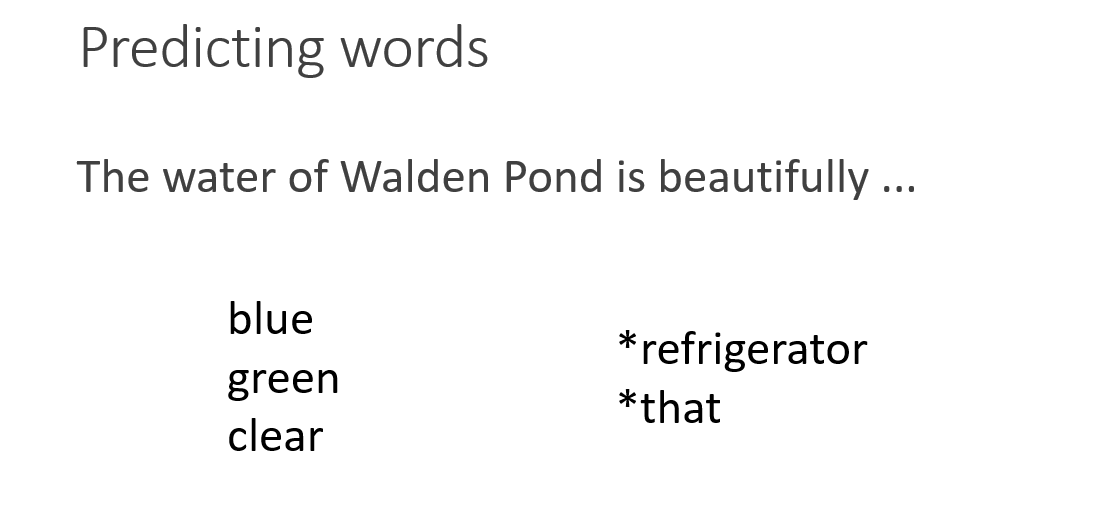 Predicting words
The water of Walden Pond is beautifully ...
blue
green
clear
*refrigerator
*that